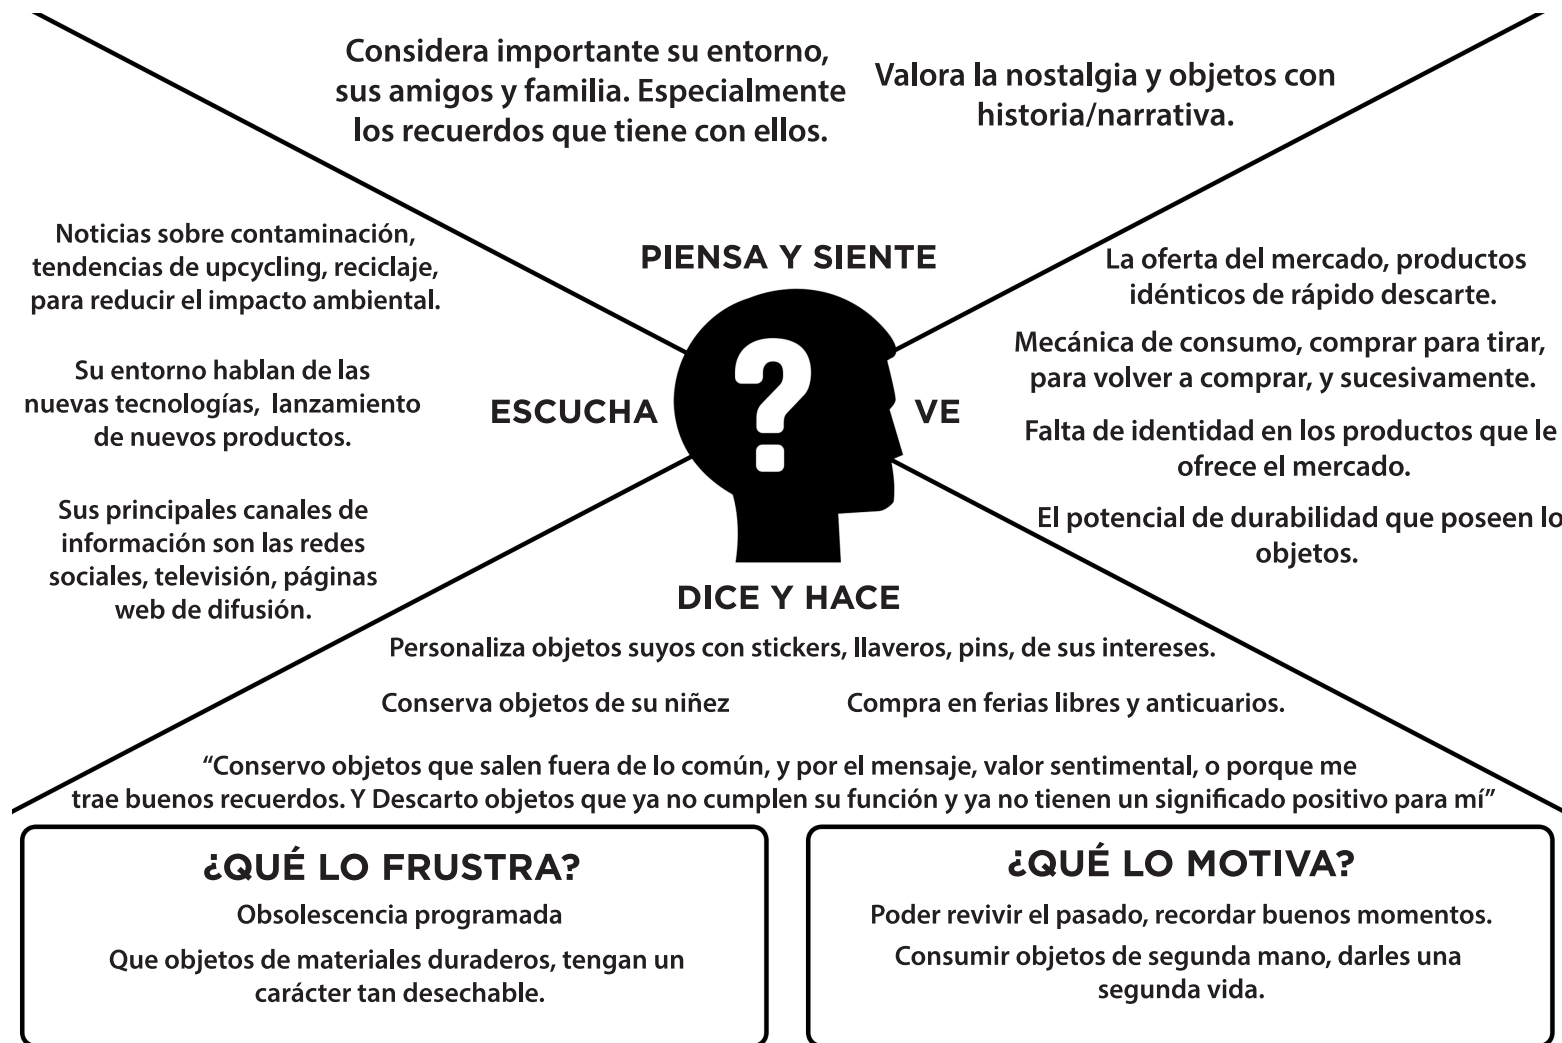 Considera importante su entorno,
sus amigos y familia. Especialmente
los recuerdos que tiene con ellos.
Valora la nostalgia y objetos con
historia/narrativa.
PIENSA Y SIENTE
Noticias sobre contaminación,
tendencias de upcycling, reciclaje,
para reducir el impacto ambiental.
Su entorno hablan de las
nuevas tecnologías, lanzamiento
de nuevos productos.
Sus principales canales de
información son las redes
sociales, televisión, páginas
web de difusión.
ESCUCHA
?
VE
La oferta del mercado, productos
idénticos de rápido descarte.
Mecánica de consumo, comprar para tirar,
para volver a comprar, y sucesivamente.
Falta de identidad en los productos que le
ofrece el mercado.
El potencial de durabilidad que poseen lo
objetos.
DICE Y HACE
Personaliza objetos suyos con stickers, llaveros, pins, de sus intereses.
Conserva objetos de su niñez
Compra en ferias libres y anticuarios.
“Conservo objetos que salen fuera de lo común, y por el mensaje, valor sentimental, o porque me
trae buenos recuerdos. Y Descarto objetos que ya no cumplen su función y ya no tienen un significado positivo para mí”
¿QUÉ LO FRUSTRA?
Obsolescencia programada
Que objetos de materiales duraderos, tengan un
carácter tan desechable.
¿QUÉ LO MOTIVA?
Poder revivir el pasado, recordar buenos momentos.
Consumir objetos de segunda mano, darles una
segunda vida.